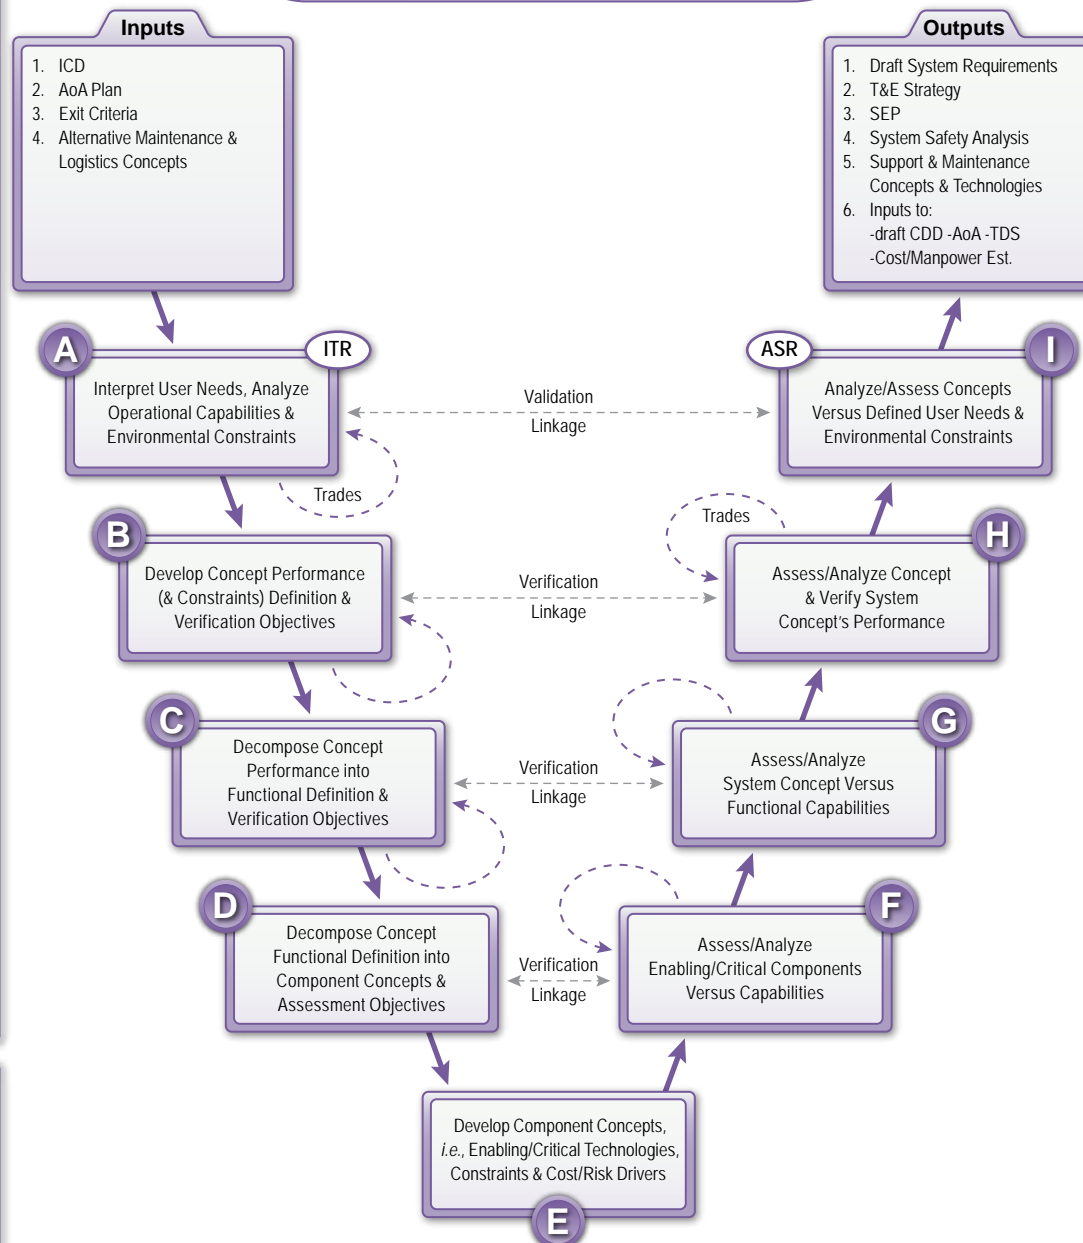 Inputs
1. ICD
2. AoA Plan
3. Exit Criteria
4. Alternative Maintenance &
Logistics Concepts
Outputs
1. Draft System Requirements
2. T&E Strategy
3. SEP
4. System Safety Analysis
5. Support & Maintenance
Concepts & Technologies
6. Inputs to:
-draft CDD -AoA -TDS
-Cost/Manpower Est.
A
ITR
Interpret User Needs, Analyze
Operational Capabilities &
Environmental Constraints
Validation
Linkage
ASR
I
Analyze/Assess Concepts
Versus Defined User Needs &
Environmental Constraints
Trades
Trades
B
Develop Concept Performance
(& Constraints) Definition &
Verification Objectives
Verification
Linkage
H
Assess/Analyze Concept
& Verify System
Concept's Performance
C
Decompose Concept
Performance into
Functional Definition &
Verification Objectives
Verification
Linkage
G
Assess/Analyze
System Concept Versus
Functional Capabilities
D
Decompose Concept
Functional Definition into
Component Concepts &
Assessment Objectives
Verification
Linkage
F
Assess/Analyze
Enabling/Critical Components
Versus Capabilities
Develop Component Concepts,
i.e., Enabling/Critical Technologies,
Constraints & Cost/Risk Drivers
E